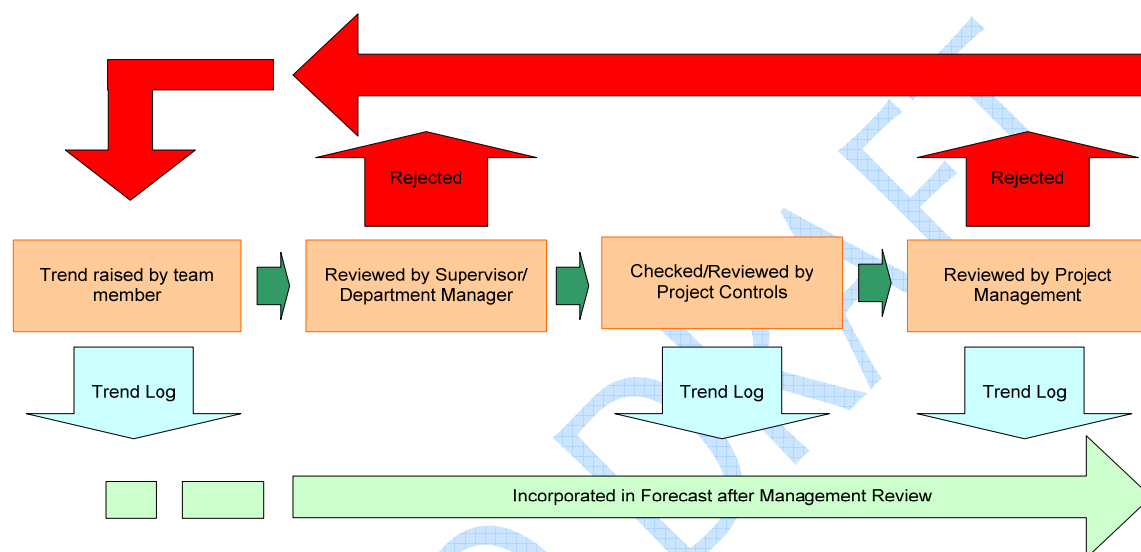 Rejected
Rejected
Trend raised by team
member
Reviewed by Supervisor/
Department Manager
Checked/Reviewed by
Project Controls
Reviewed by Project
Management
Trend Log
Trend Log
Trend Log
Incorporated in Forecast after Management Review
DRAFT